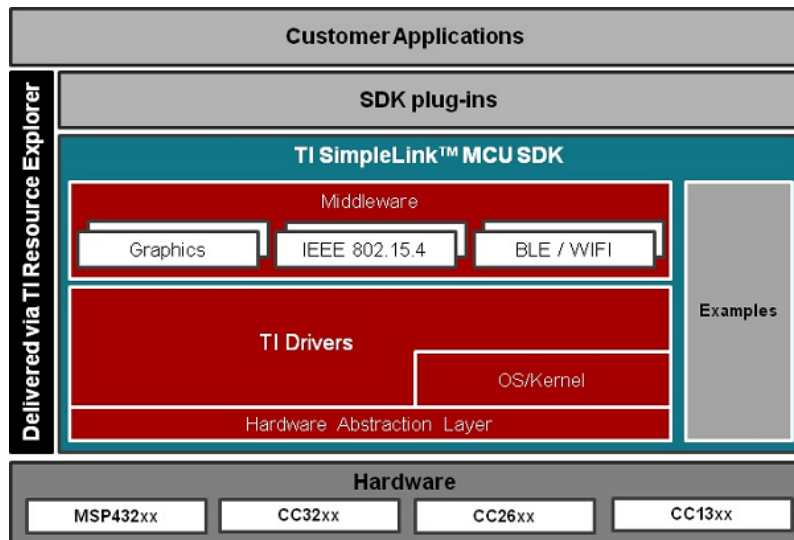 Customer Applications
Delivered via TI Resource Explorer
SDK plug-ins
TI SimpleLink™ MCU SDK
Middleware
Graphics
IEEE 802.15.4
BLE / WIFI
Examples
TI Drivers
OS/Kernel
Hardware Abstraction Layer
Hardware
MSP432xx
CC32xx
CC26xx
CC13xx